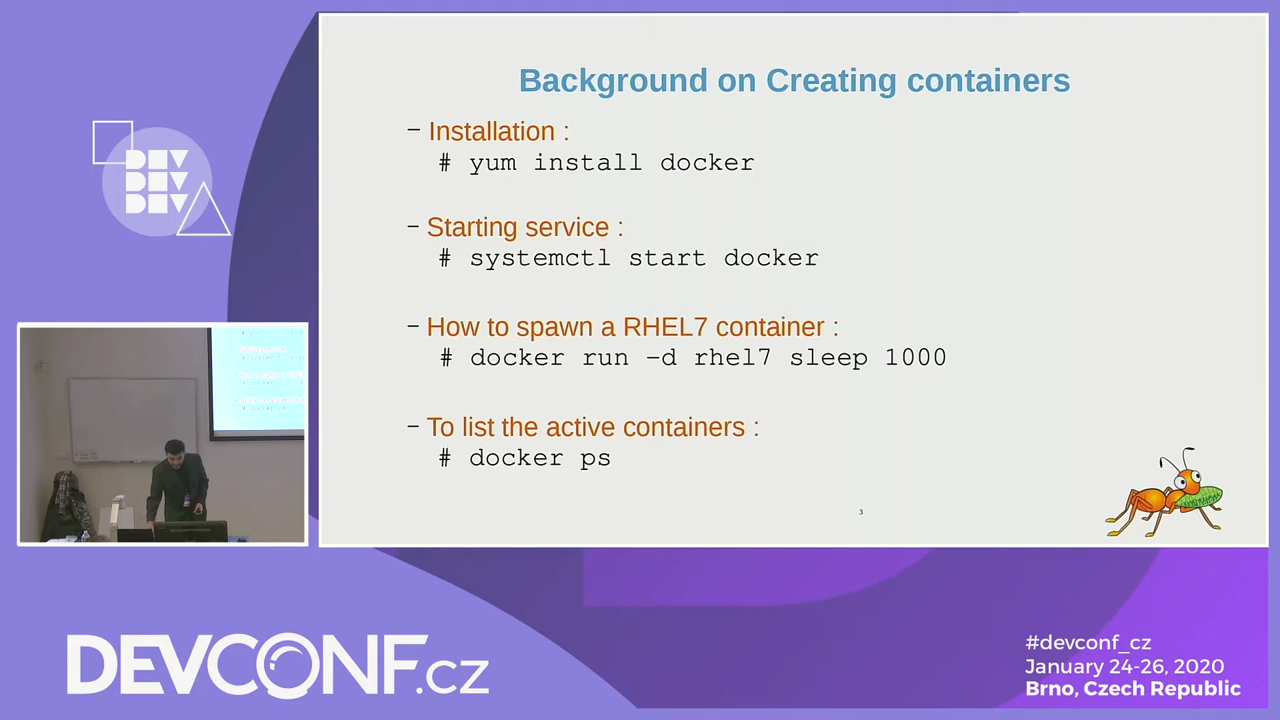 Background on Creating containers
– Installation :
# yum install docker
– Starting service :
# systemctl start docker
– How to spawn a RHEL7 container :
# docker run –d rhel7 sleep 1000
– To list the active containers :
# docker ps
3
DEV
DEV
DEV
DEVCONF.cz
#devconf_cz
January 24-26, 2020
Brno, Czech Republic